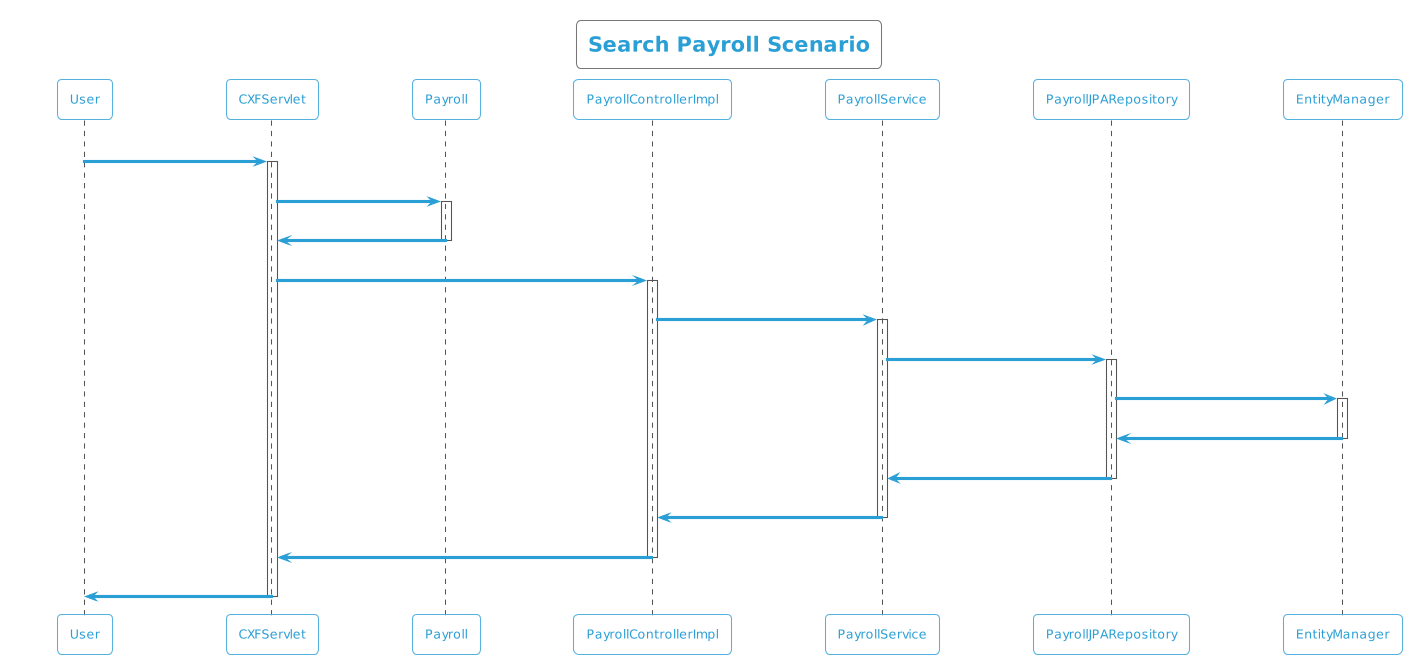 Search Payroll Scenario
User
CXFServlet
Payroll
PayrollControllerImpl
PayrollService
PayrollJPARepository
EntityManager
User
CXFServlet
Payroll
PayrollControllerImpl
PayrollService
PayrollJPARepository
EntityManager